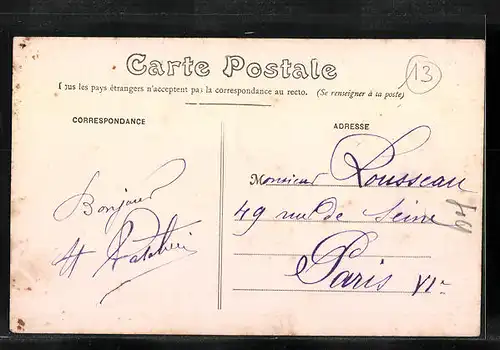 Carte Postale
13
Tous les pays étrangers n'acceptent pas la correspondance au recto. (Se renseigner à la poste)
CORRESPONDANCE
Bonjour
ADRESSE
Monsieur Rousseau
49 rue de Seine
Paris VIe